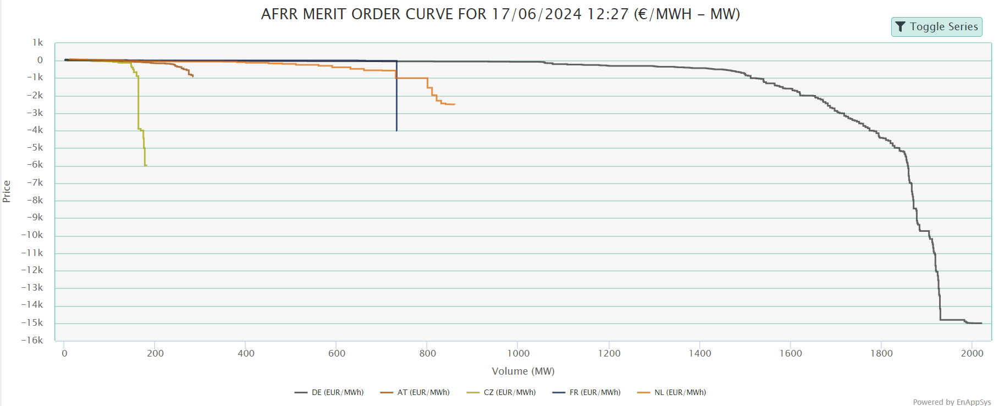 AFRR MERIT ORDER CURVE FOR 17/06/2024 12:27 (€/MWH - MW)
Toggle Series
1k
0
-1k
-2k
-3k
-4k
-5k
-6k
-7k
-8k
-9k
-10k
-11k
-12k
-13k
-14k
-15k
-16k
Price
0 200 400 600 800 1000 1200 1400 1600 1800 2000
Volume (MW)
DE (EUR/MWh) AT (EUR/MWh) CZ (EUR/MWh) FR (EUR/MWh) NL (EUR/MWh)
Powered by EnAppSys